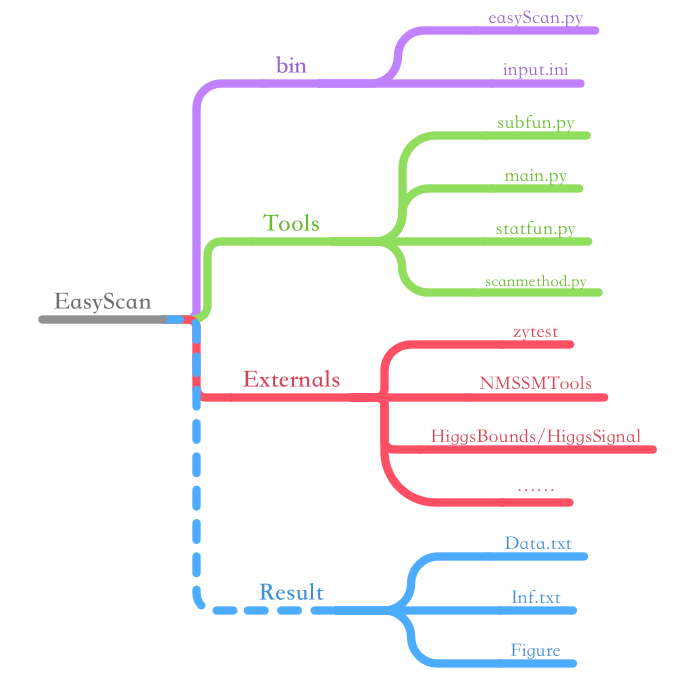 easyScan.py
bin
input.ini
subfun.py
main.py
Tools
statfun.py
scanmethod.py
EasyScan
zytest
Externals
NMSSMTools
HiggsBounds/HiggsSignal
......
Data.txt
Result
Inf.txt
Figure